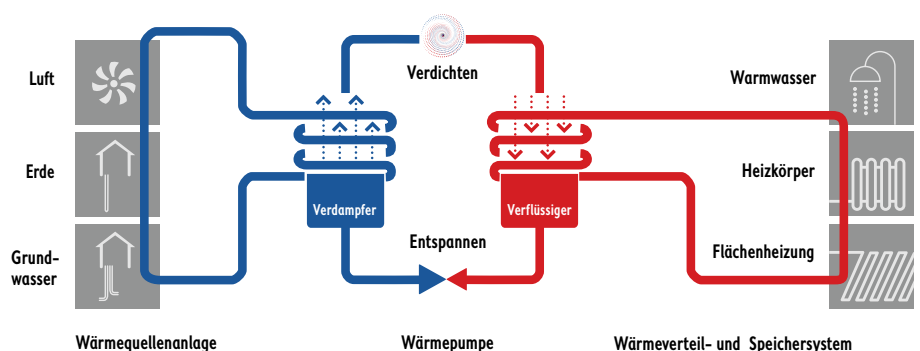 Luft
Erde
Grund-
wasser
Verdichten
Verdampfer
Verflüssiger
Entspannen
Warmwasser
Heizkörper
Flächenheizung
Wärmequellenanlage
Wärmepumpe
Wärmeverteil- und Speichersystem